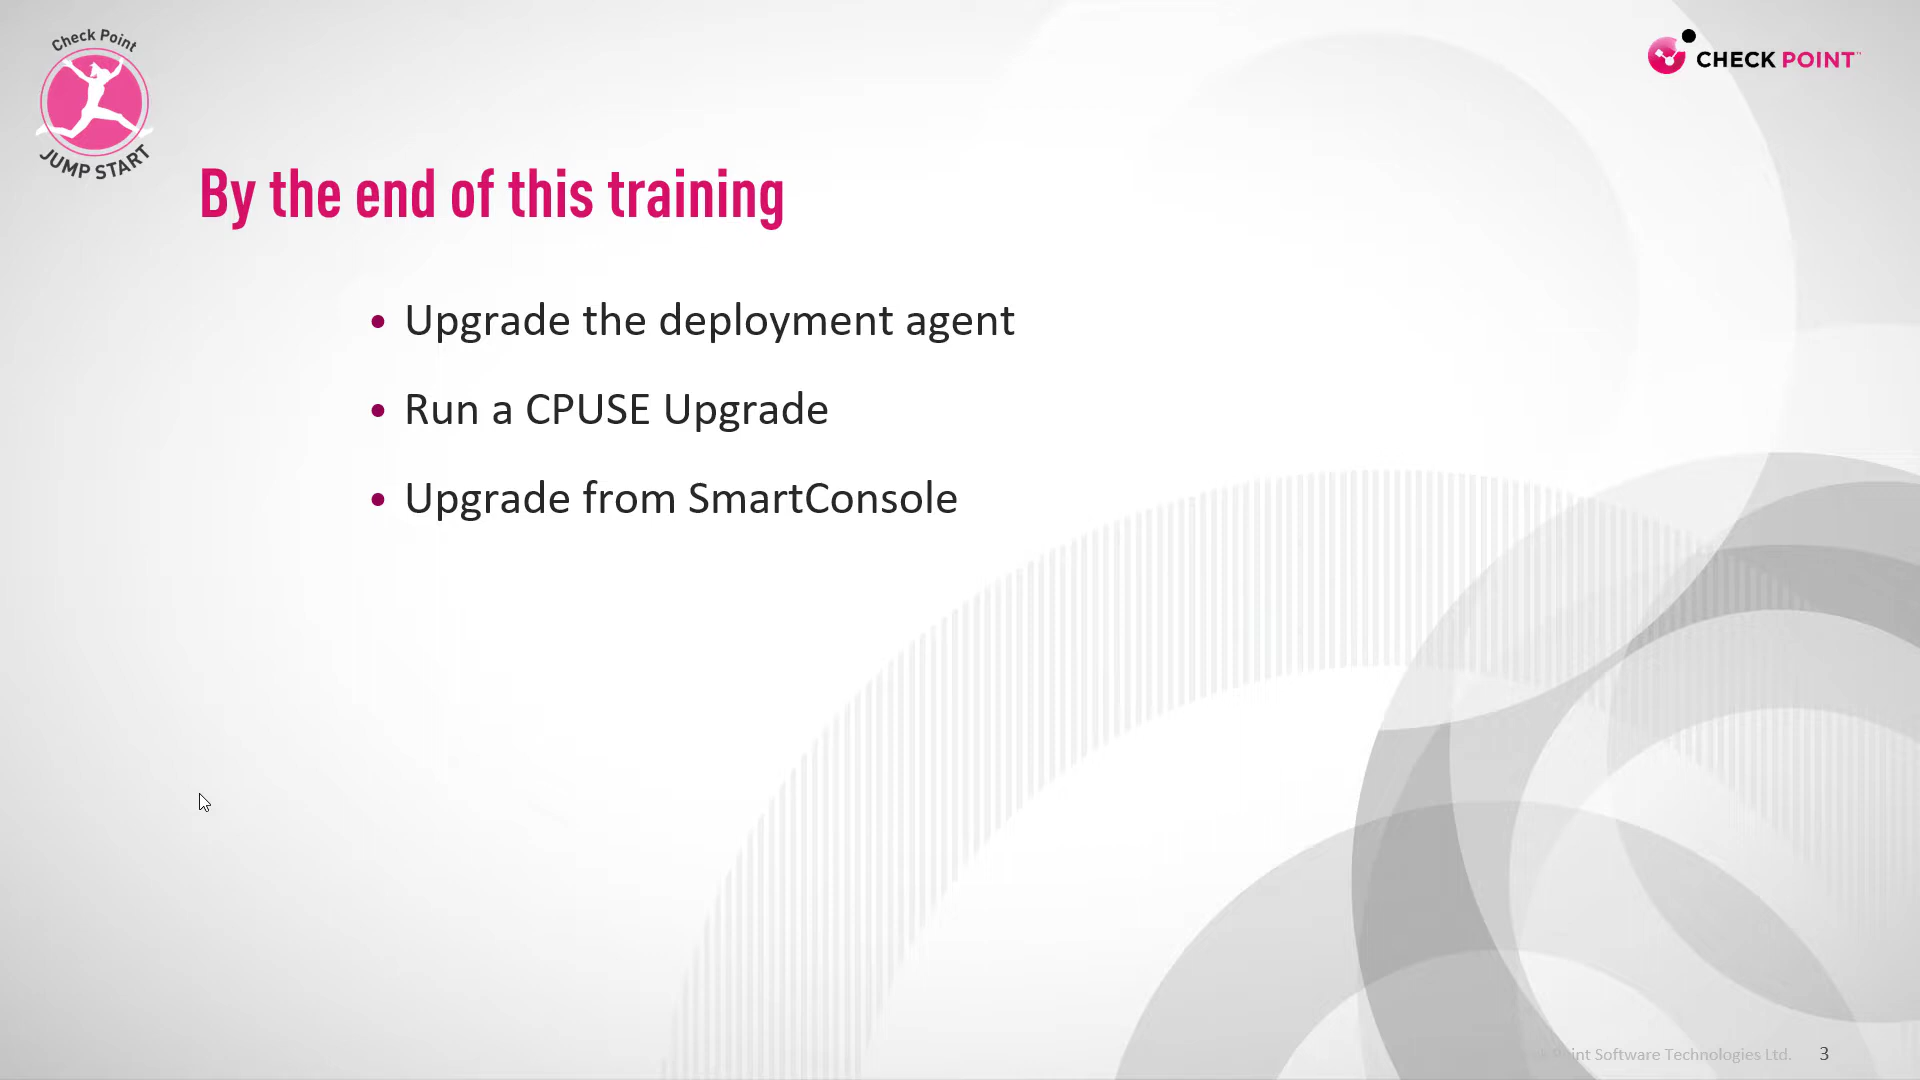 Check Point
JUMP START
CHECK POINT™
By the end of this training
• Upgrade the deployment agent
• Run a CPUSE Upgrade
• Upgrade from SmartConsole
Software Technologies Ltd. 3